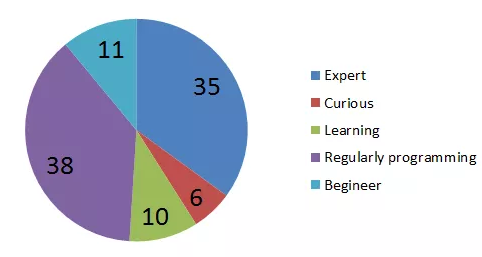 11
35
38
6
10
Expert
Curious
Learning
Regularly programming
Begineer